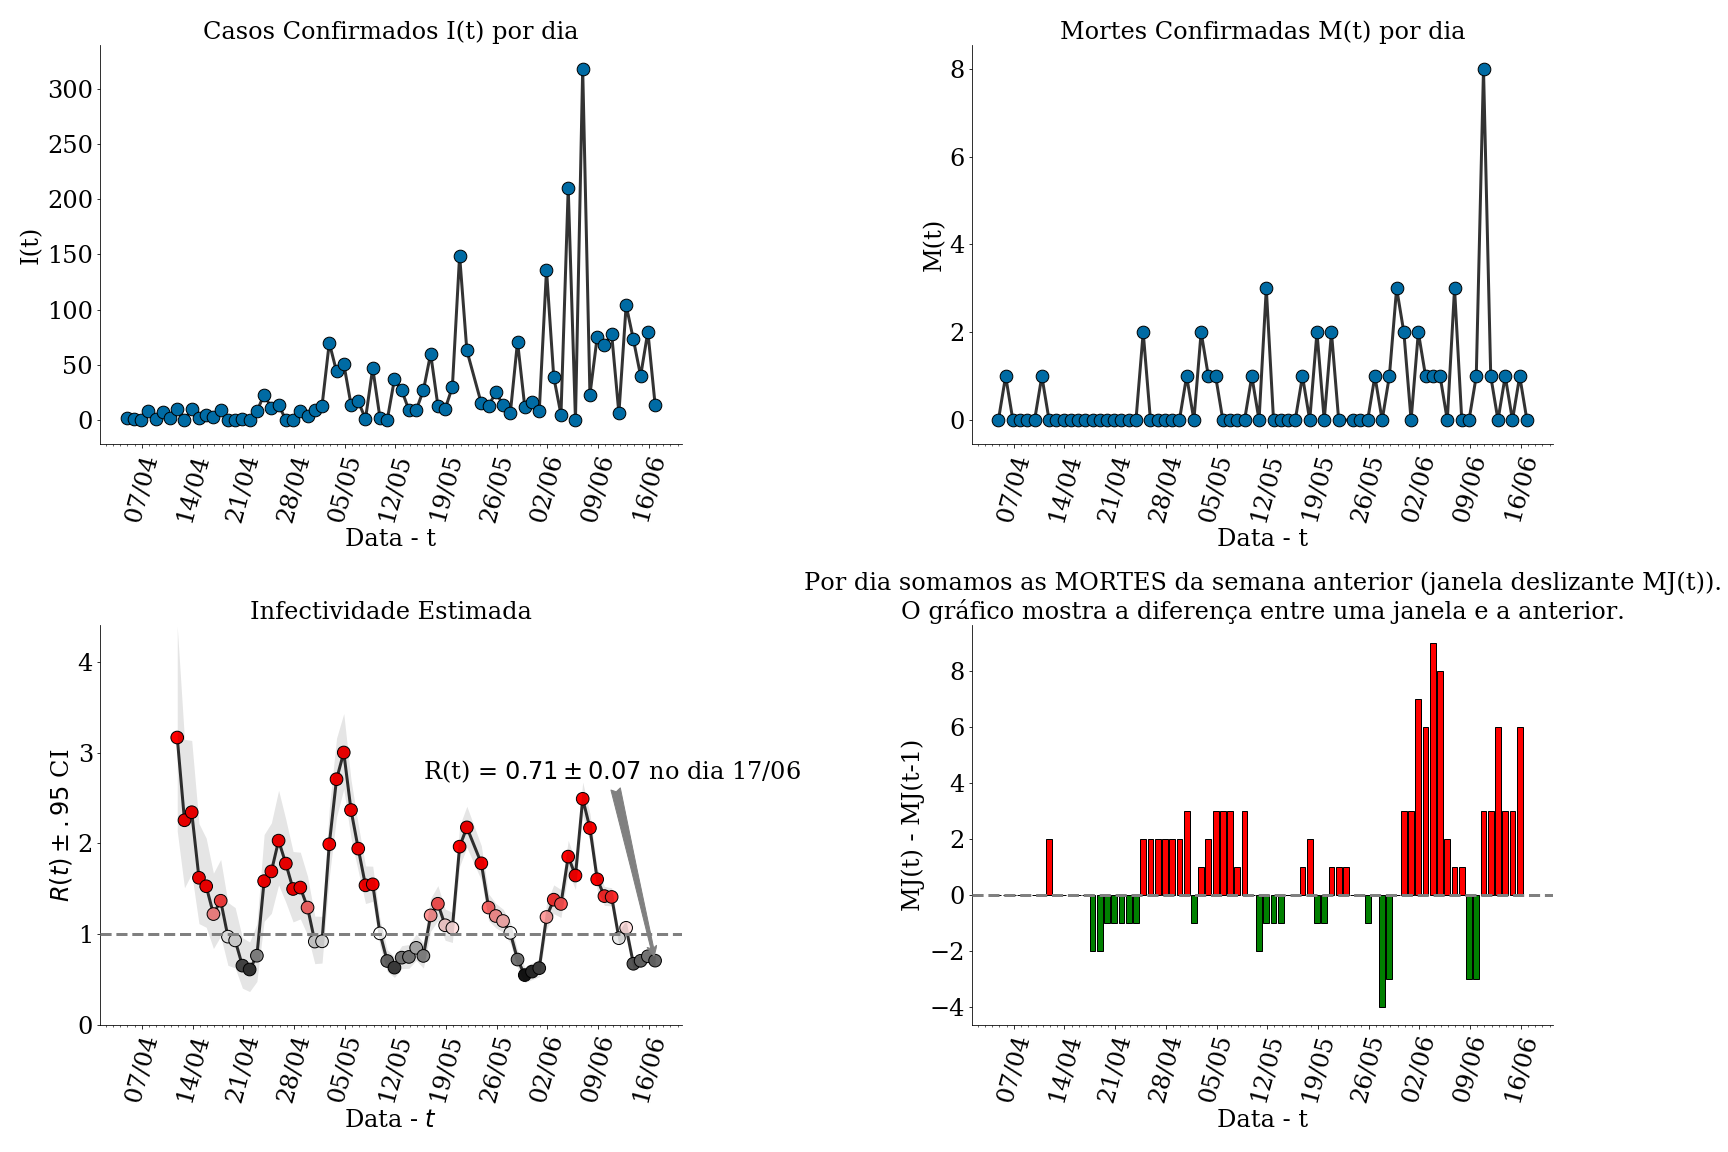 Casos Confirmados I(t) por dia
I(t)
300
250
200
150
100
50
0
07/04 14/04 21/04 28/04 05/05 12/05 19/05 26/05 02/06 09/06 16/06
Data - t
Mortes Confirmadas M(t) por dia
M(t)
8
6
4
2
0
07/04 14/04 21/04 28/04 05/05 12/05 19/05 26/05 02/06 09/06 16/06
Data - t
Infectividade Estimada
R(t) ± .95 CI
4
3
2
1
0
R(t) = 0.71 ± 0.07 no dia 17/06
07/04 14/04 21/04 28/04 05/05 12/05 19/05 26/05 02/06 09/06 16/06
Data - t
Por dia somamos as MORTES da semana anterior (janela deslizante MJ(t)).
O gráfico mostra a diferença entre uma janela e a anterior.
MJ(t) - MJ(t-1)
8
6
4
2
0
−2
−4
07/04 14/04 21/04 28/04 05/05 12/05 19/05 26/05 02/06 09/06 16/06
Data - t